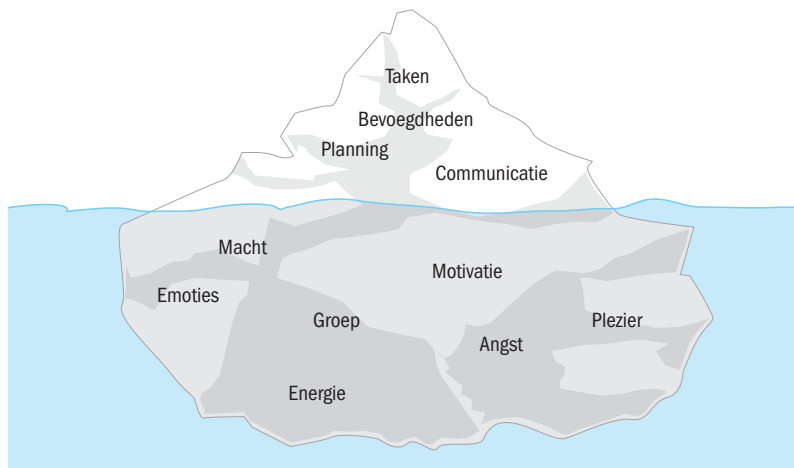 Taken
Bevoegdheden
Planning
Communicatie
Macht
Motivatie
Emoties
Groep
Plezier
Angst
Energie